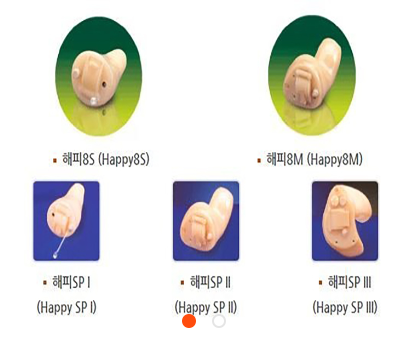 해피8S (Happy8S)
해피8M (Happy8M)
해피SP I
(Happy SP I)
해피SP II
(Happy SP II)
해피SP III
(Happy SP III)